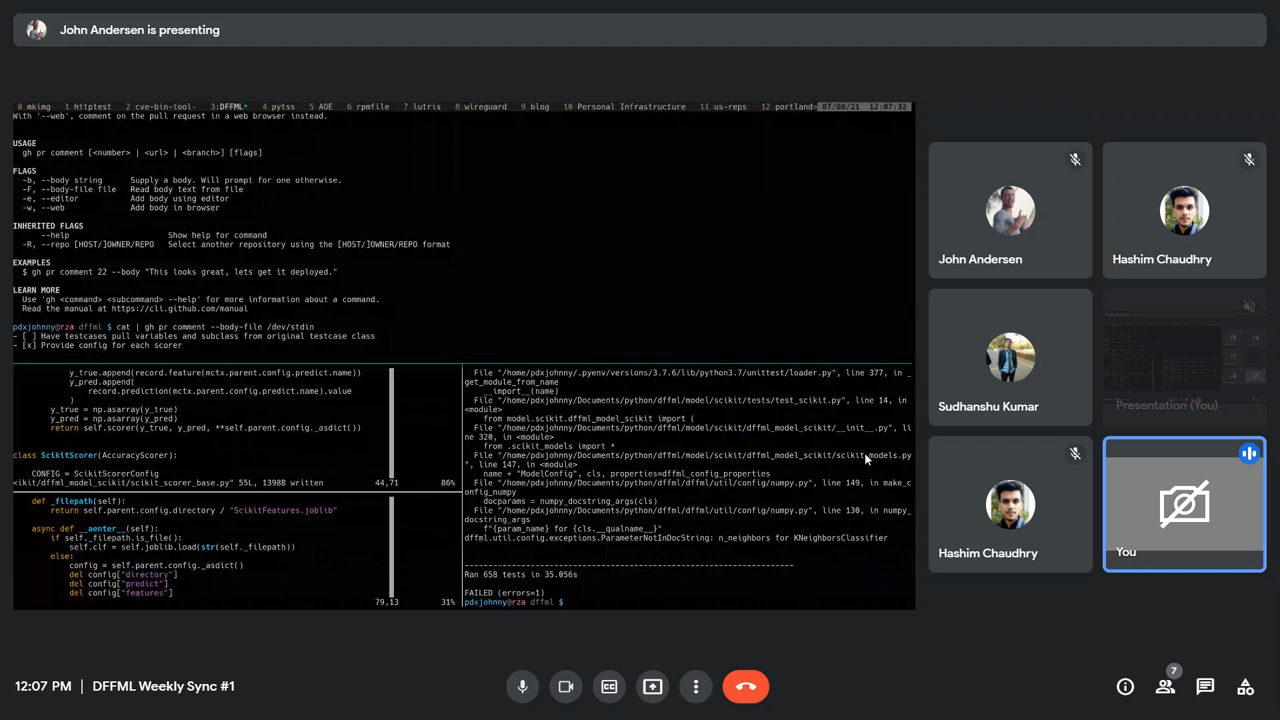 John Andersen is presenting
0 mkimg 1 httptest 2 cve-bin-tool- 3:DFFML* 4 pytss 5 AOE 6 rpmfile 7 lutris 8 wireguard 9 blog 10 Personal Infrastructure 11 us-reps 12 portland> 07/06/21 12:07:32
With '--web', comment on the pull request in a web browser instead.
USAGE
gh pr comment [<number> | <url> | <branch>] [flags]
FLAGS
-b, --body string Supply a body. Will prompt for one otherwise.
-F, --body-file file Read body text from file
-e, --editor Add body using editor
-w, --web Add body in browser
INHERITED FLAGS
--help Show help for command
-R, --repo [HOST/]OWNER/REPO Select another repository using the [HOST/]OWNER/REPO format
EXAMPLES
$ gh pr comment 22 --body "This looks great, lets get it deployed."
LEARN MORE
Use 'gh <command> <subcommand> --help' for more information about a command.
Read the manual at https://cli.github.com/manual
pdxjohnny@rza dffml $ cat | gh pr comment --body-file /dev/stdin
- [ ] Have testcases pull variables and subclass from original testcase class
- [x] Provide config for each scorer
y_true.append(record.feature(mctx.parent.config.predict.name))
y_pred.append(
record.prediction(mctx.parent.config.predict.name).value
)
y_true = np.asarray(y_true)
y_pred = np.asarray(y_pred)
return self.scorer(y_true, y_pred, **self.parent.config._asdict())
class ScikitScorer(AccuracyScorer):
CONFIG = ScikitScorerConfig
<ikit/dffml_model_scikit/scikit_scorer_base.py" 55L, 1398B written 44,71 86%
def _filepath(self):
return self.parent.config.directory / "ScikitFeatures.joblib"
async def __aenter__(self):
if self._filepath.is_file():
self.clf = self.joblib.load(str(self._filepath))
else:
config = self.parent.config._asdict()
del config["directory"]
del config["predict"]
del config["features"]
79,13 31%
File "/home/pdxjohnny/.pyenv/versions/3.7.6/lib/python3.7/unittest/loader.py", line 377, in _
get_module_from_name
__import__(name)
File "/home/pdxjohnny/Documents/python/dffml/model/scikit/tests/test_scikit.py", line 14, in
<module>
from model.scikit.dffml_model_scikit import (
File "/home/pdxjohnny/Documents/python/dffml/model/scikit/dffml_model_scikit/__init__.py", li
ne 320, in <module>
from .scikit_models import *
File "/home/pdxjohnny/Documents/python/dffml/model/scikit/dffml_model_scikit/scikit_models.py
", line 147, in <module>
name + "ModelConfig", cls, properties=dffml_config_properties
File "/home/pdxjohnny/Documents/python/dffml/dffml/util/config/numpy.py", line 149, in make_c
onfig_numpy
docparams = numpy_docstring_args(cls)
File "/home/pdxjohnny/Documents/python/dffml/dffml/util/config/numpy.py", line 130, in numpy_
docstring_args
f"{param_name} for {cls.__qualname__}"
dffml.util.config.exceptions.ParameterNotInDocString: n_neighbors for KNeighborsClassifier
----------------------------------------------------------------------
Ran 658 tests in 35.056s
FAILED (errors=1)
pdxjohnny@rza dffml $
John Andersen
Hashim Chaudhry
Sudhanshu Kumar
Presentation (You)
Hashim Chaudhry
You
12:07 PM | DFFML Weekly Sync #1
CC
7